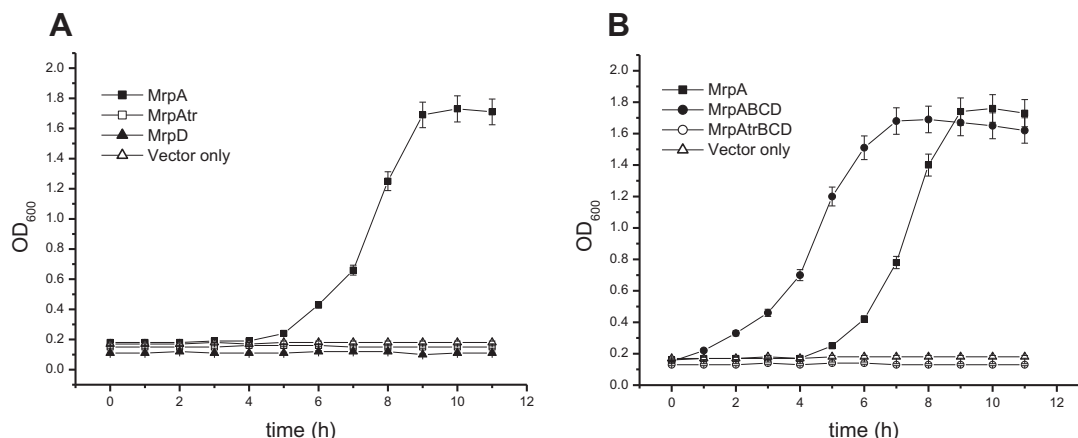 A
2.0
1.8
1.6
1.4
1.2
1.0
0.8
0.6
0.4
0.2
0.0
OD600
MrpA
MrpAtr
MrpD
Vector only
0 2 4 6 8 10 12
time (h)
B
2.0
1.8
1.6
1.4
1.2
1.0
0.8
0.6
0.4
0.2
0.0
OD600
MrpA
MrpABCD
MrpAtrBCD
Vector only
0 2 4 6 8 10 12
time (h)